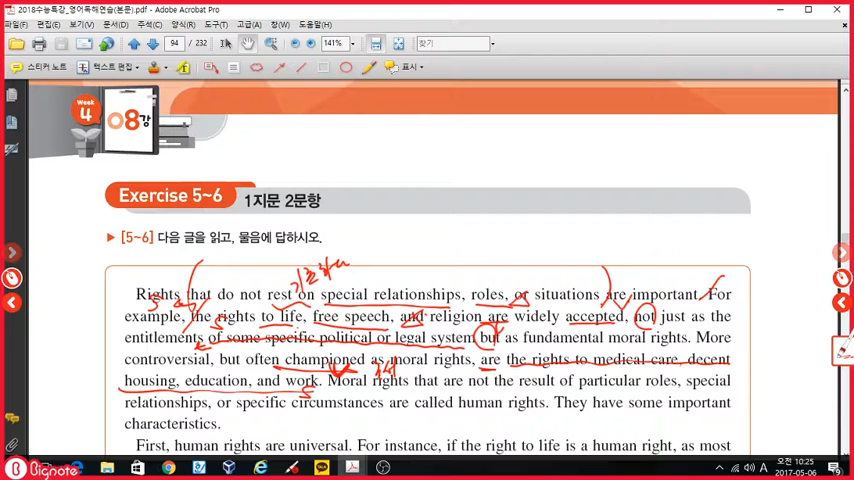 2018수능특강_영어독해연습(본문).pdf - Adobe Acrobat Pro
파일(F) 편집(E) 보기(V) 문서(D) 주석(C) 양식(R) 도구(T) 고급(A) 창(W) 도움말(H)
94 / 232 141% 찾기
스티커 노트 텍스트 편집 표시
Week 4 08강
Exercise 5~6 1지문 2문항
▶ [5~6] 다음 글을 읽고, 물음에 답하시오.
Rights that do not rest on special relationships, roles, or situations are important. For
example, the rights to life, free speech, and religion are widely accepted, not just as the
entitlements of some specific political or legal system but as fundamental moral rights. More
controversial, but often championed as moral rights, are the rights to medical care, decent
housing, education, and work. Moral rights that are not the result of particular roles, special
relationships, or specific circumstances are called human rights. They have some important
characteristics.
First, human rights are universal. For instance, if the right to life is a human right, as most
Bignote
A 오전 10:25
2017-05-06